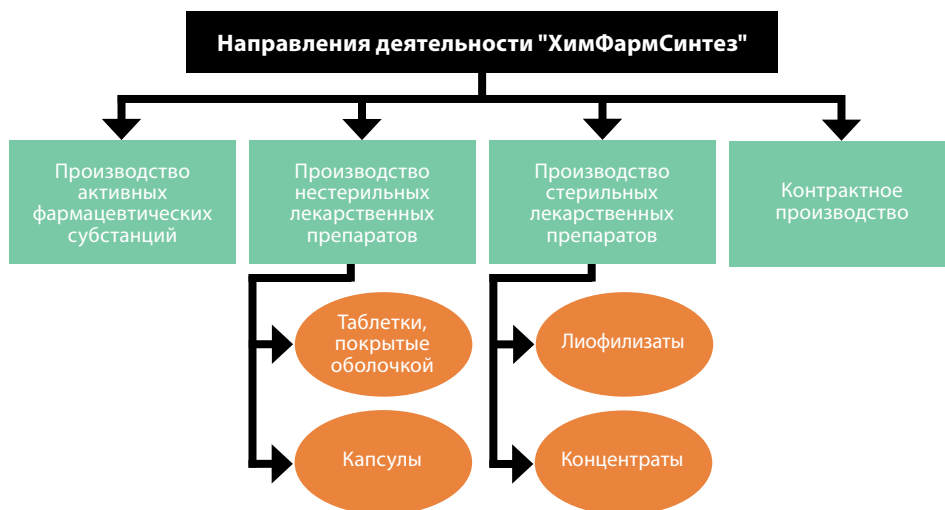 Направления деятельности "ХимФармСинтез"
Производство
активных
фармацевтических
субстанций
Производство
нестерильных
лекарственных
препаратов
Производство
стерильных
лекарственных
препаратов
Контрактное
производство
Таблетки,
покрытые
оболочкой
Лиофилизаты
Капсулы
Концентраты